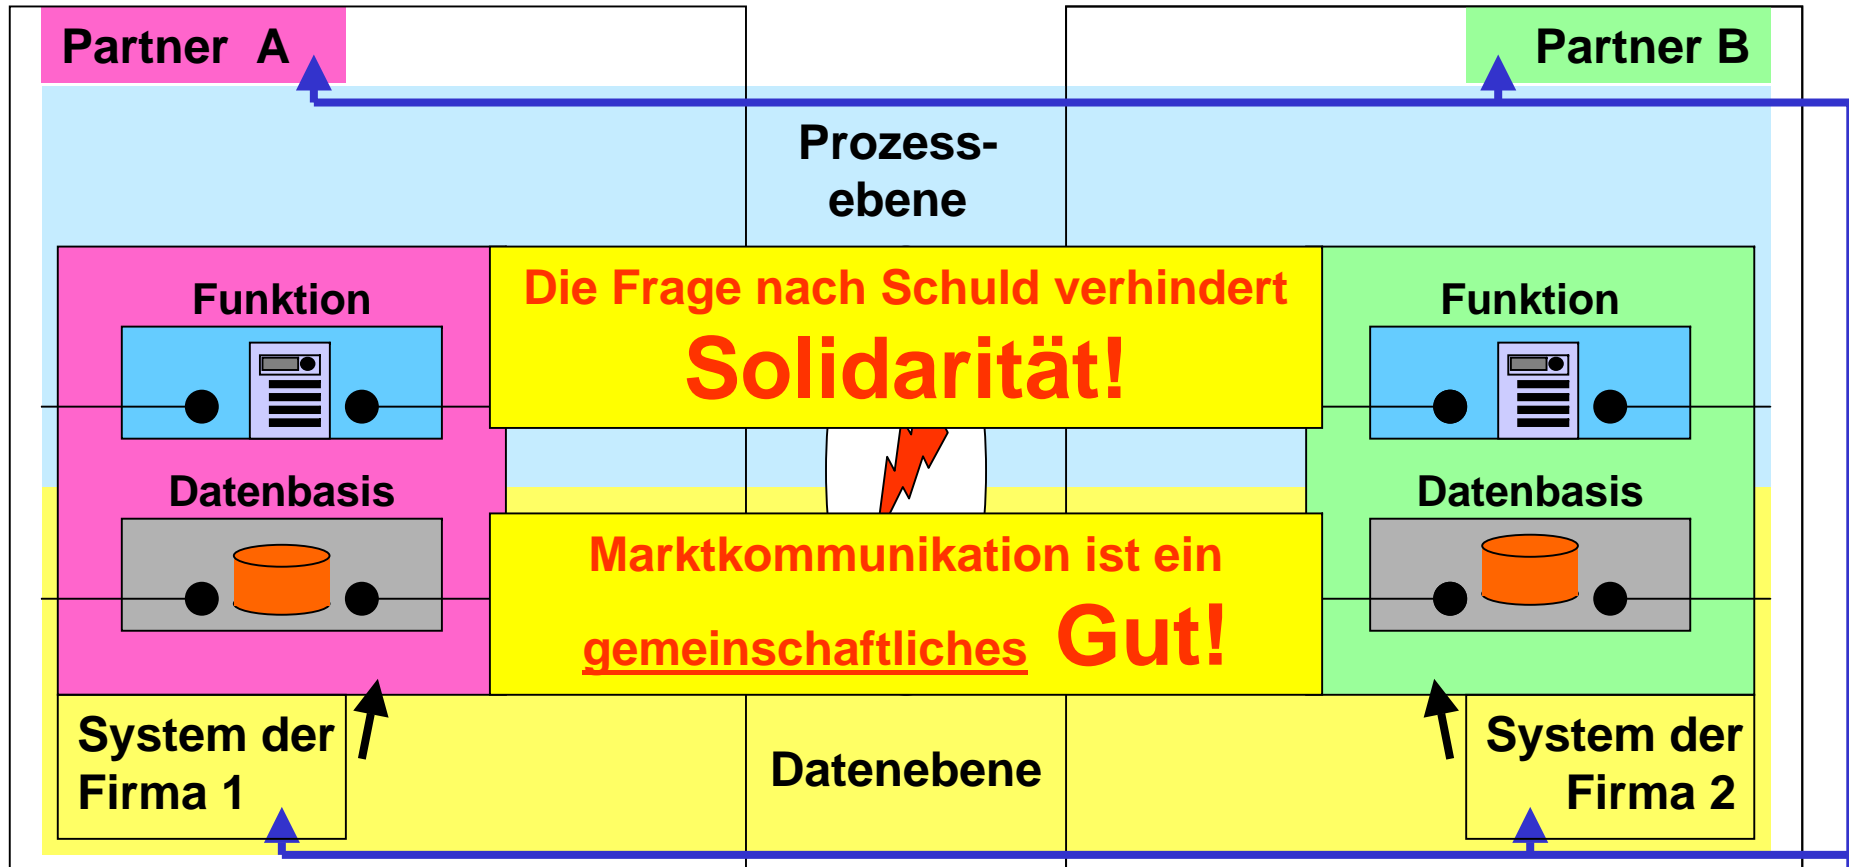 Partner A
Partner B
Prozess-
ebene
Funktion
Die Frage nach Schuld verhindert
Solidarität!
Funktion
Datenbasis
Datenbasis
Marktkommunikation ist ein
gemeinschaftliches Gut!
System der
Firma 1
Datenebene
System der
Firma 2